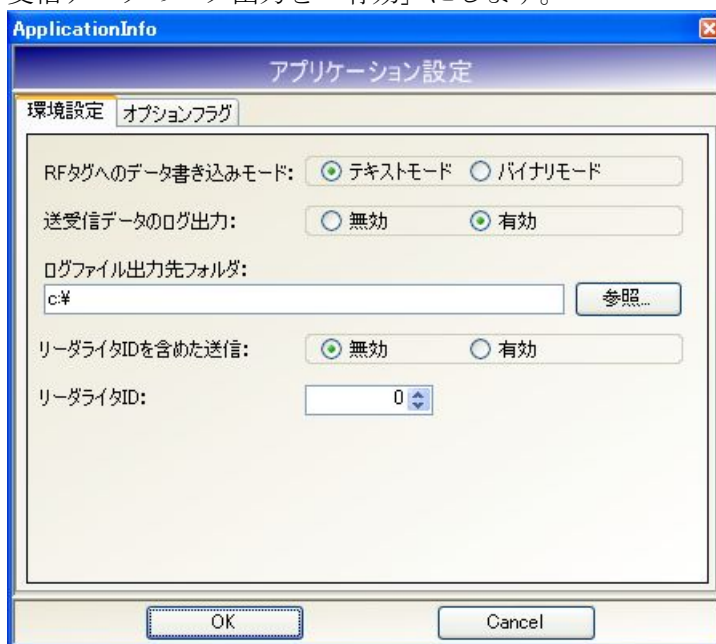 ApplicationInfo
アプリケーション設定
環境設定 オプションフラグ
RFタグへのデータ書き込みモード: テキストモード バイナリモード
送受信データのログ出力: 無効 有効
ログファイル出力先フォルダ:
c:¥ 参照...
リーダライタIDを含めた送信: 無効 有効
リーダライタID: 0
OK Cancel